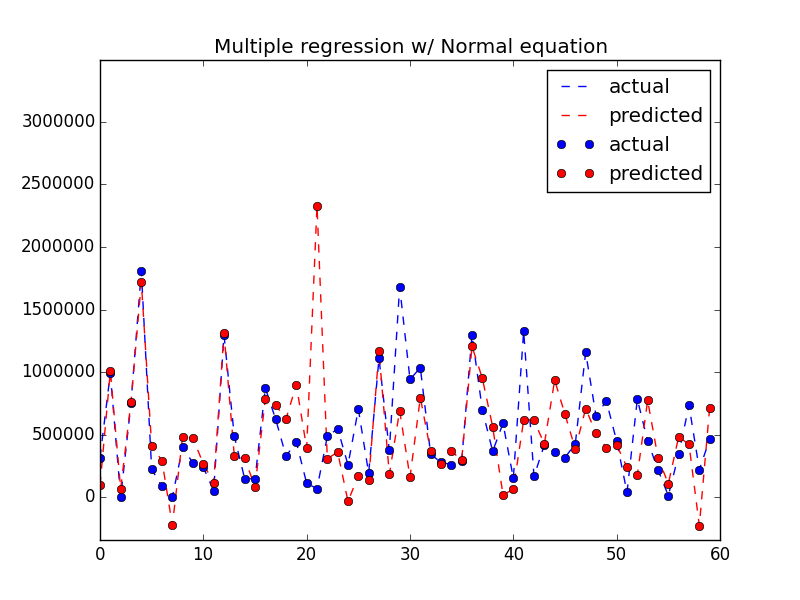 Multiple regression w/ Normal equation
actual
predicted
actual
predicted
3000000
2500000
2000000
1500000
1000000
500000
0
0 10 20 30 40 50 60